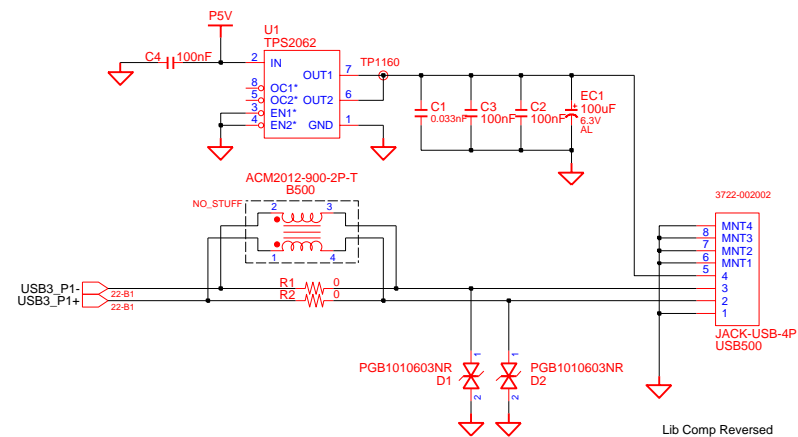 P5V
U1
TPS2062
C4 100nF
2 IN
TP1160
OUT1 7
8 OC1*
5 OC2* OUT2 6
3 EN1*
4 EN2* GND 1
C1
0.033nF
C3
100nF
C2
100nF
EC1
+ 100uF
6.3V
AL
ACM2012-900-2P-T
B500
NO_STUFF
2 3
1 4
3722-002002
MNT4
8 MNT3
7 MNT2
6 MNT1
5 4
3 3
2 2
1 1
JACK-USB-4P
USB500
USB3_P1-
22-B1
USB3_P1+
22-B1
R1 0
R2 0
PGB1010603NR
D1
1
2
PGB1010603NR
D2
1
2
Lib Comp Reversed